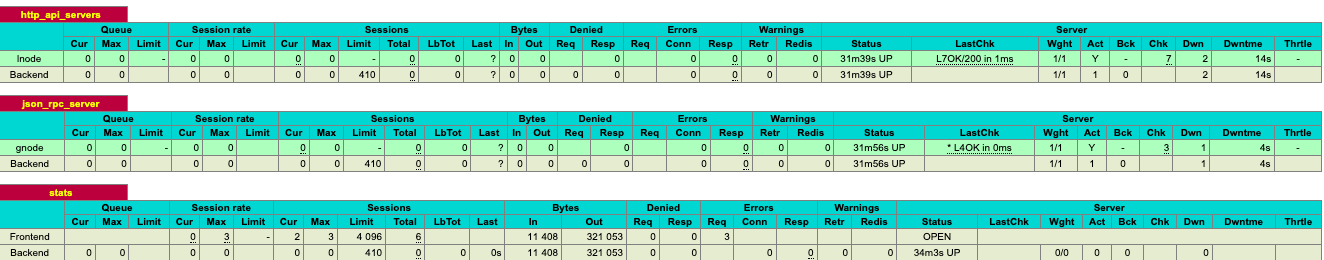 http_api_servers
Queue Session rate Sessions Bytes Denied Errors Warnings Server
Cur Max Limit Cur Max Limit Cur Max Limit Total LbTot Last In Out Req Resp Req Conn Resp Retr Redis Status LastChk Wght Act Bck Chk Dwn Dwntme Thrtle
lnode 0 0 - 0 0 0 0 - 0 0 ? 0 0 0 0 0 0 0 31m39s UP L7OK/200 in 1ms 1/1 Y - 7 2 14s -
Backend 0 0 0 0 0 0 410 0 0 ? 0 0 0 0 0 0 0 0 31m39s UP 1/1 1 0 2 14s
json_rpc_server
Queue Session rate Sessions Bytes Denied Errors Warnings Server
Cur Max Limit Cur Max Limit Cur Max Limit Total LbTot Last In Out Req Resp Req Conn Resp Retr Redis Status LastChk Wght Act Bck Chk Dwn Dwntme Thrtle
gnode 0 0 - 0 0 0 0 - 0 0 ? 0 0 0 0 0 0 0 31m56s UP * L4OK in 0ms 1/1 Y - 3 1 4s -
Backend 0 0 0 0 0 0 410 0 0 ? 0 0 0 0 0 0 0 0 31m56s UP 1/1 1 0 1 4s
stats
Queue Session rate Sessions Bytes Denied Errors Warnings Server
Cur Max Limit Cur Max Limit Cur Max Limit Total LbTot Last In Out Req Resp Req Conn Resp Retr Redis Status LastChk Wght Act Bck Chk Dwn Dwntme Thrtle
Frontend 0 3 - 2 3 4 096 6 11 408 321 053 0 0 3 OPEN
Backend 0 0 0 0 0 0 410 0 0 0s 11 408 321 053 0 0 0 0 0 0 34m3s UP 0/0 0 0 0